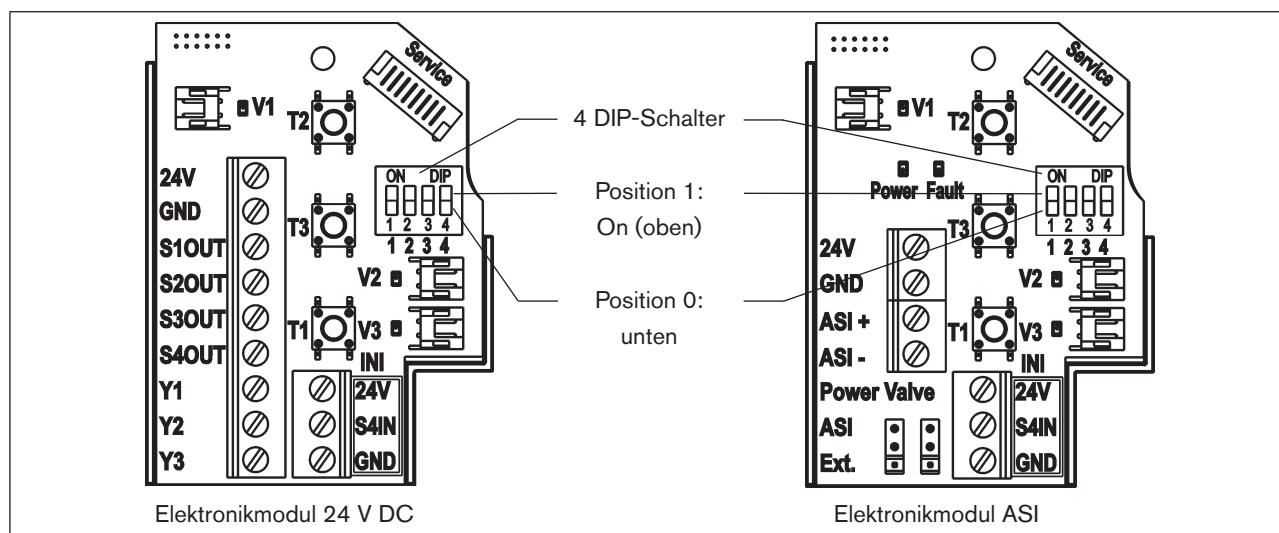 Service
V1
T2
24V
GND
S1OUT
S2OUT
S3OUT
S4OUT
Y1
Y2
Y3
T3
T1
ON DIP
1 2 3 4
1 2 3 4
V2
V3
INI
24V
S4IN
GND
Elektronikmodul 24 V DC
4 DIP-Schalter
Position 1:
On (oben)
Position 0:
unten
Service
V1
T2
Power Fault
ON DIP
1 2 3 4
1 2 3 4
T3
24V
GND
ASI +
ASI -
T1
V2
V3
INI
Power Valve
ASI
Ext.
24V
S4IN
GND
Elektronikmodul ASI